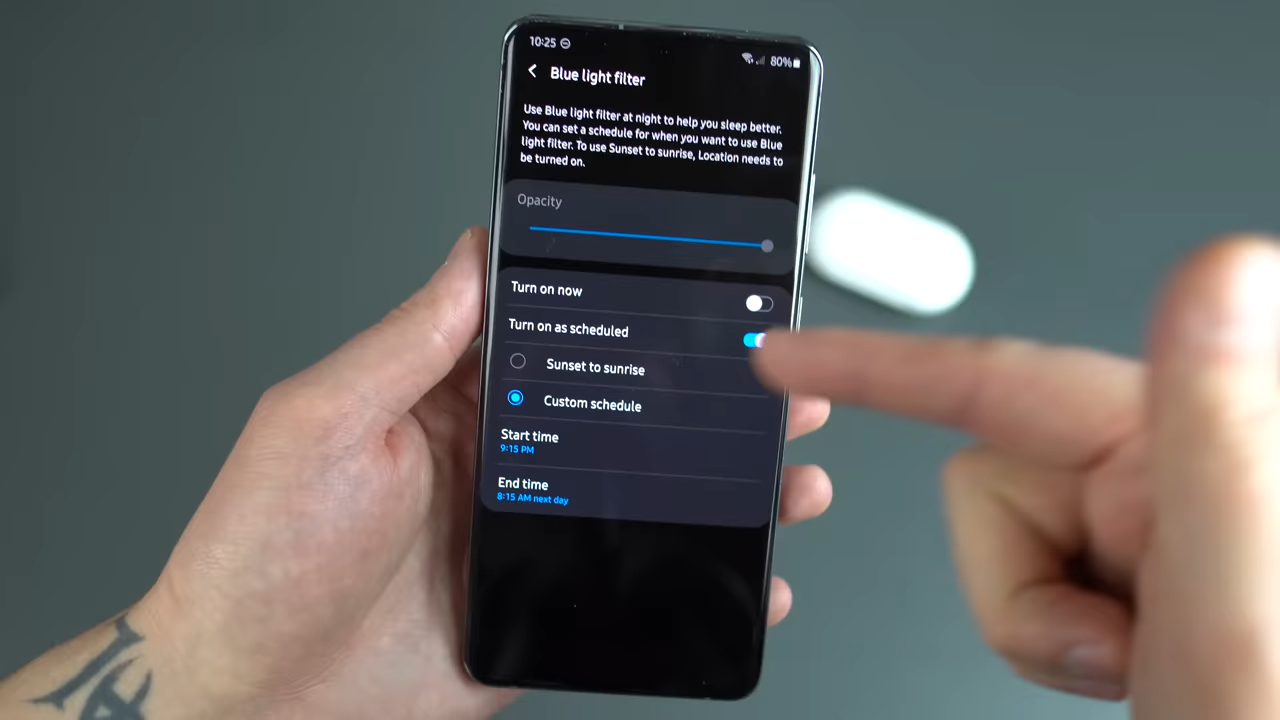 10:25
80%
Blue light filter
Use Blue light filter at night to help you sleep better.
You can set a schedule for when you want to use Blue
light filter. To use Sunset to sunrise, Location needs to
be turned on.
Opacity
Turn on now
Turn on as scheduled
Sunset to sunrise
Custom schedule
Start time
9:15 PM
End time
8:15 AM next day